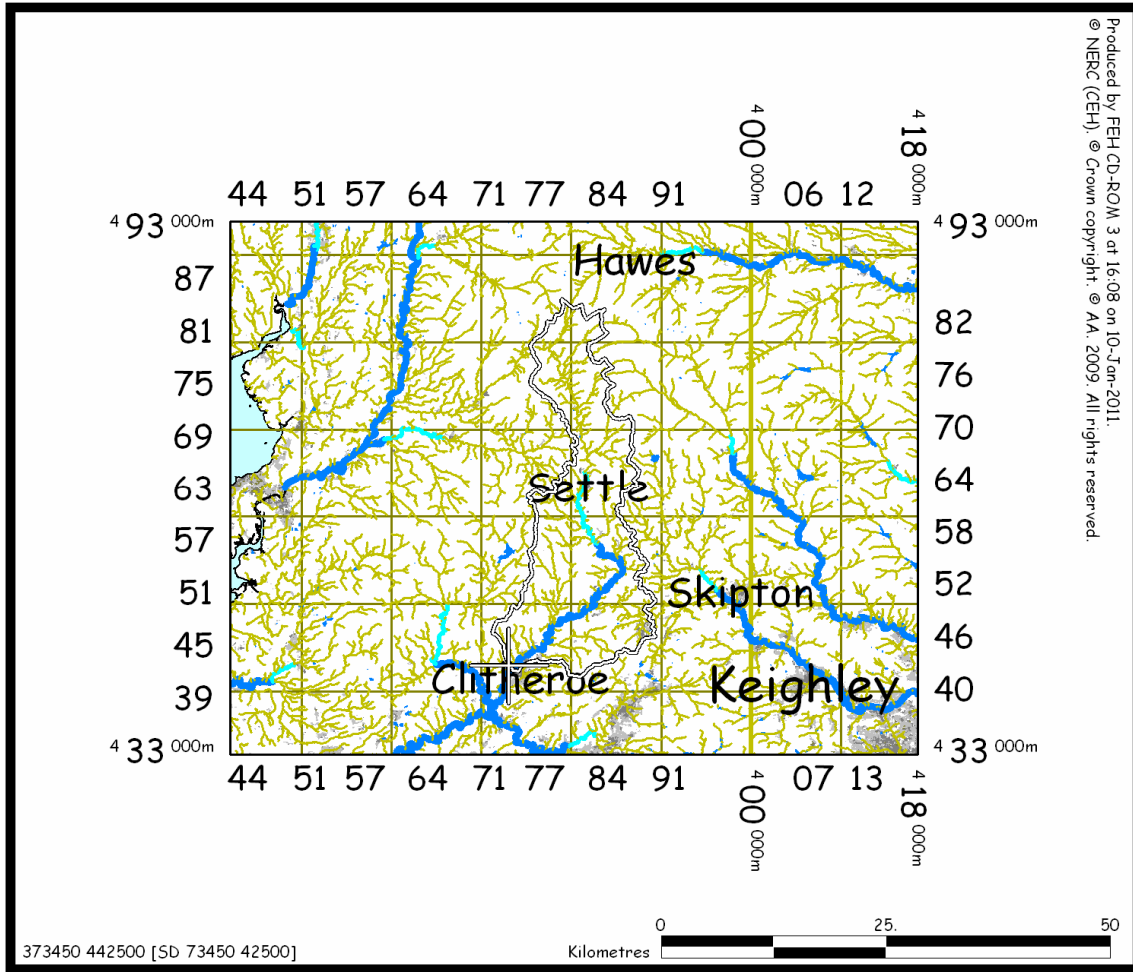 Produced by FEH CD-ROM 3 at 16:08 on 10-Jan-2011.
© NERC (CEH). © Crown copyright. © AA. 2009. All rights reserved.
4 00 000m
4 18 000m
44 51 57 64 71 77 84 91 06 12
4 93 000m
4 93 000m
Hawes
87
81
82
75
76
69
70
Settle
63
64
57
58
Skipton
51
52
45
46
Clitheroe
Keighley
39
40
4 33 000m
4 33 000m
44 51 57 64 71 77 84 91 07 13
4 00 000m
4 18 000m
0 25. 50
373450 442500 [SD 73450 42500]
Kilometres